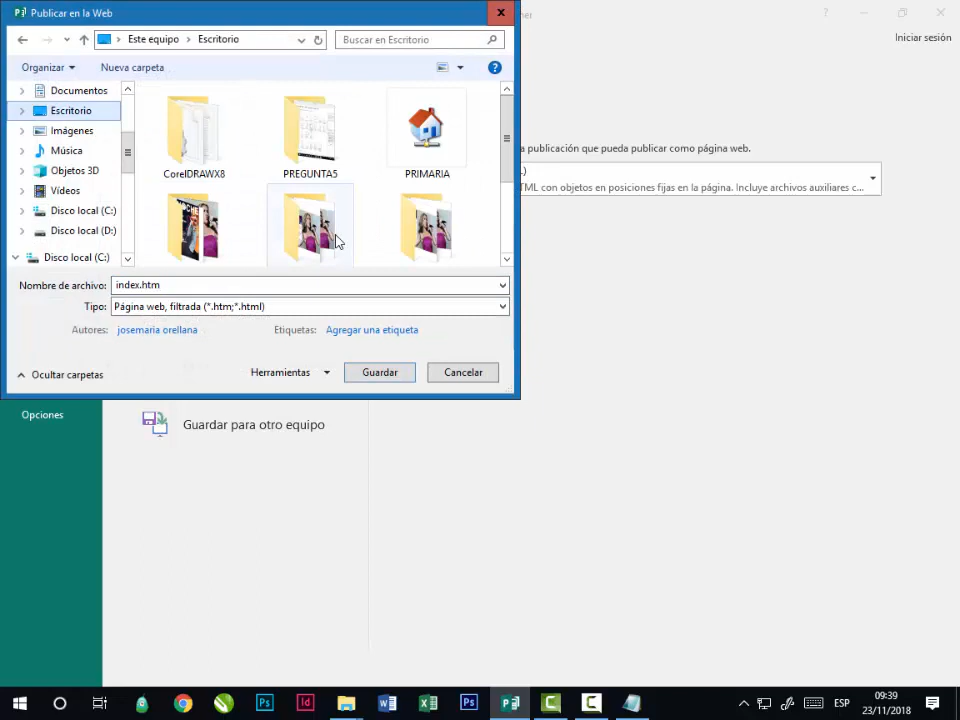 Publicar en la Web
ner
Este equipo
Escritorio
Buscar en Escritorio
Iniciar sesión
Organizar
Nueva carpeta
Documentos
Escritorio
Imágenes
Música
Objetos 3D
Vídeos
Disco local (C:)
Disco local (D:)
Disco local (C:)
CorelDRAWX8
PREGUNTA5
PRIMARIA
a publicación que pueda publicar como página web.
.)
HTML con objetos en posiciones fijas en la página. Incluye archivos auxiliares c...
Nombre de archivo:
index.htm
Tipo:
Página web, filtrada (*.htm;*.html)
Autores:
josemaria orellana
Etiquetas:
Agregar una etiqueta
Ocultar carpetas
Herramientas
Guardar
Cancelar
Opciones
Guardar para otro equipo
ESP
09:39
23/11/2018